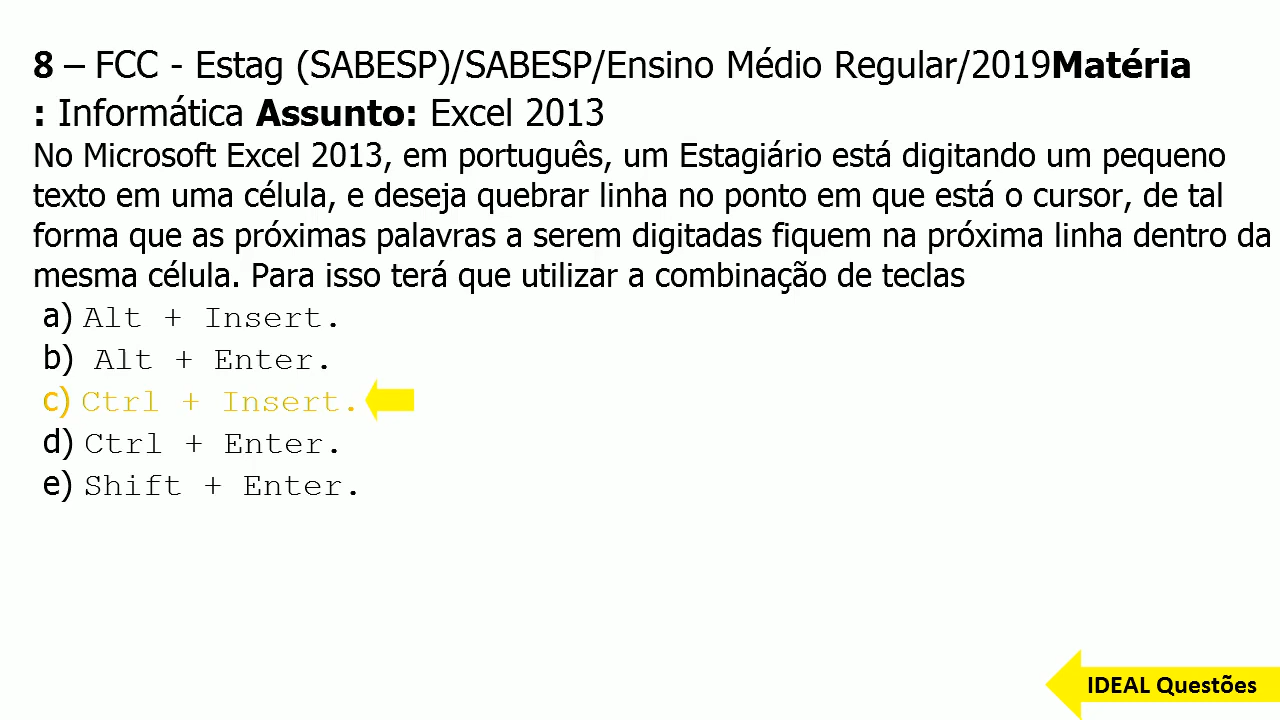 8 – FCC - Estag (SABESP)/SABESP/Ensino Médio Regular/2019Matéria
: Informática Assunto: Excel 2013
No Microsoft Excel 2013, em português, um Estagiário está digitando um pequeno
texto em uma célula, e deseja quebrar linha no ponto em que está o cursor, de tal
forma que as próximas palavras a serem digitadas fiquem na próxima linha dentro da
mesma célula. Para isso terá que utilizar a combinação de teclas
a) Alt + Insert.
b) Alt + Enter.
c) Ctrl + Insert.
d) Ctrl + Enter.
e) Shift + Enter.
IDEAL Questões